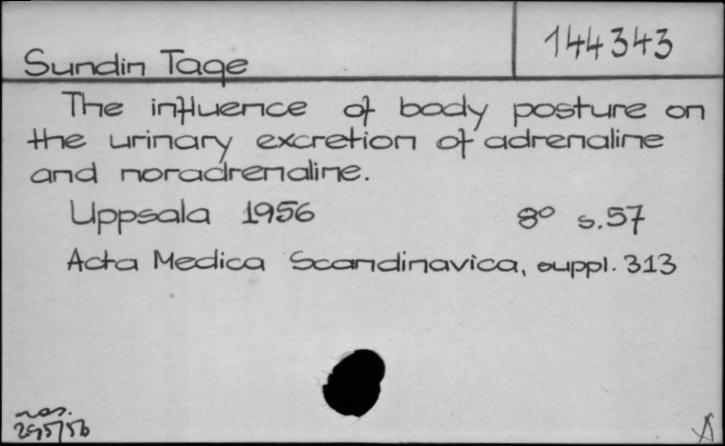 144343
Sundin Tage
The influence of body posture on
the urinary excretion of adrenaline
and noradrenaline.
Uppsala 1956 8° s.57
Acta Medica Scandinavica, suppl. 313